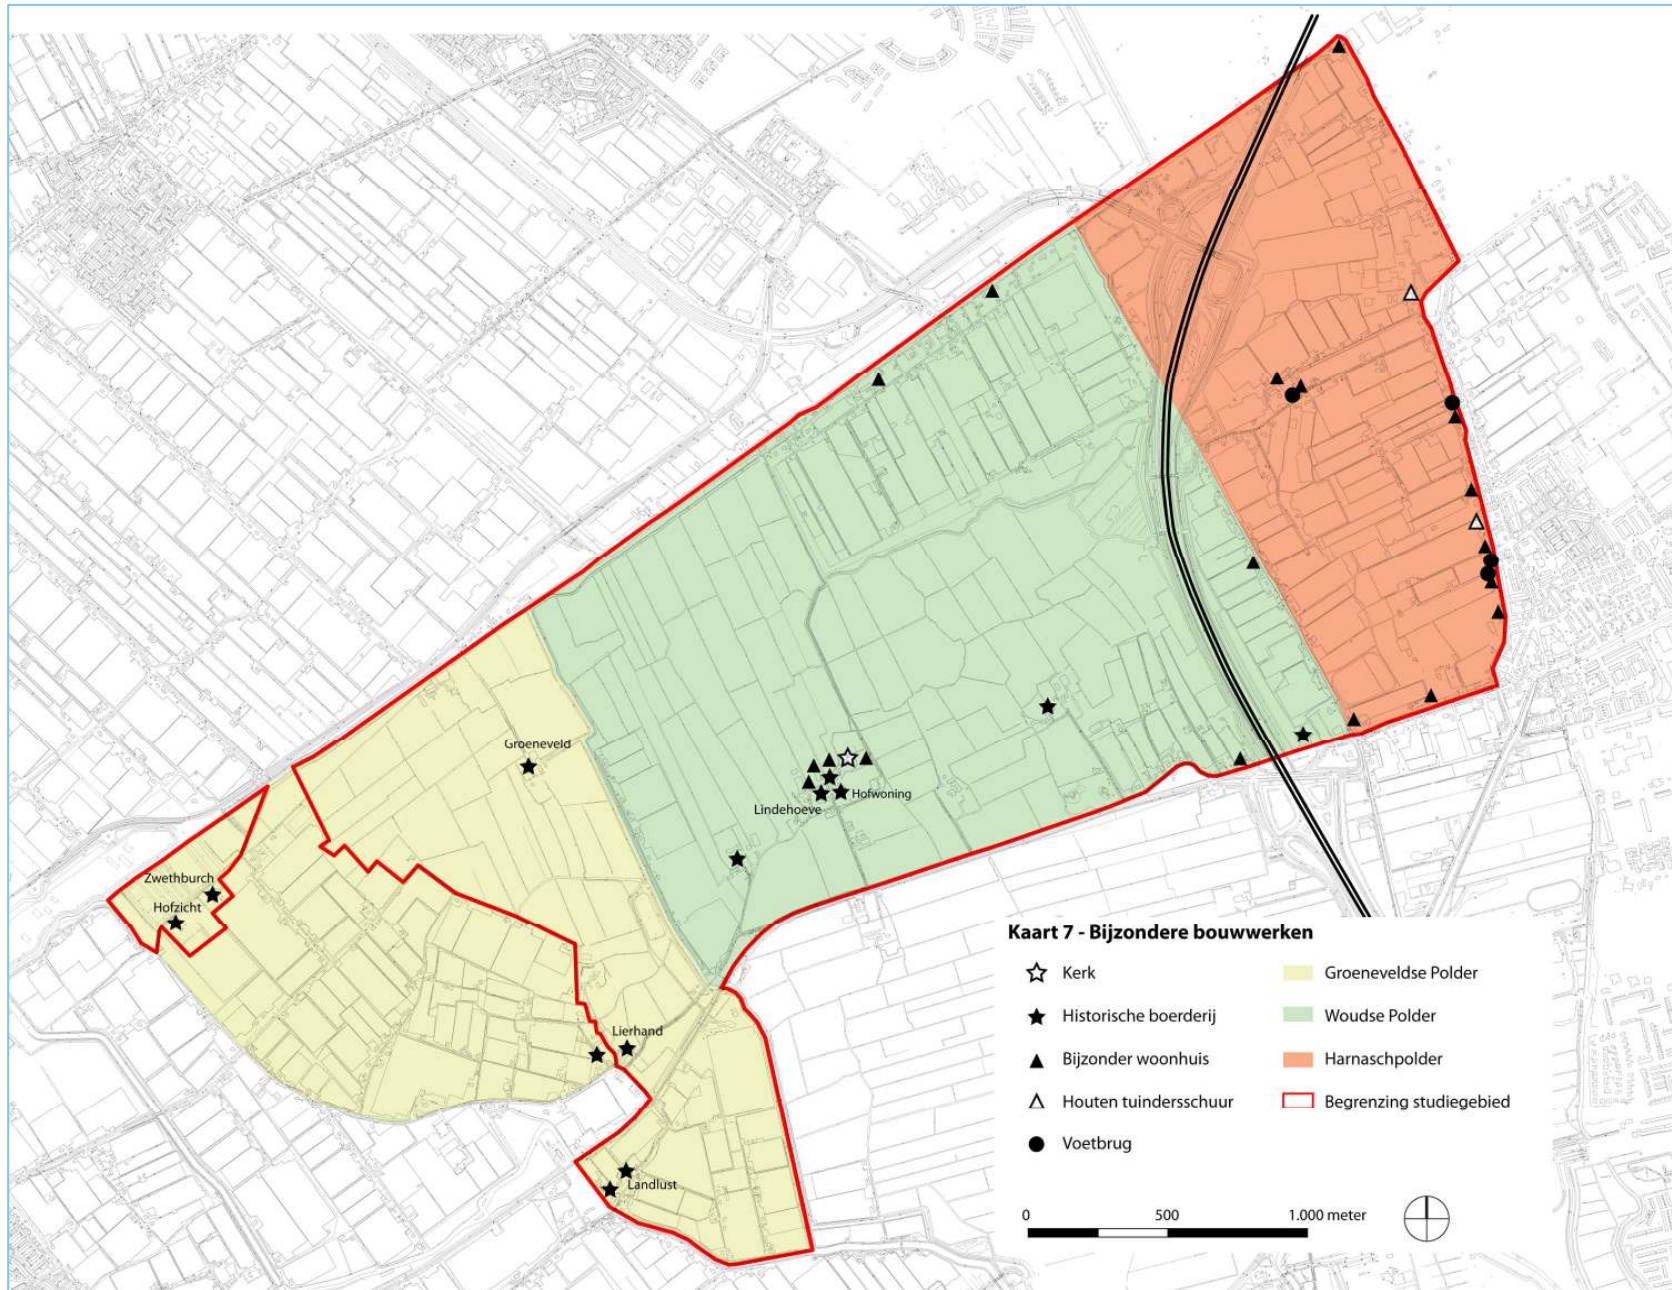 Groeneveld
Hofwoning
Lindehoeve
Zwethburch
Hofzicht
Lierhand
Landlust
Kaart 7 - Bijzondere bouwwerken
Kerk
Historische boerderij
Bijzonder woonhuis
Houten tuindersschuur
Voetbrug
Groeneveldse Polder
Woudse Polder
Harnaschpolder
Begrenzing studiegebied
0 500 1.000 meter